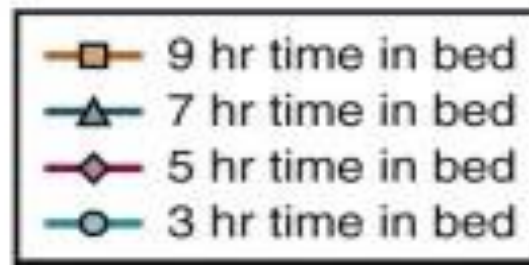 9 hr time in bed
7 hr time in bed
5 hr time in bed
3 hr time in bed